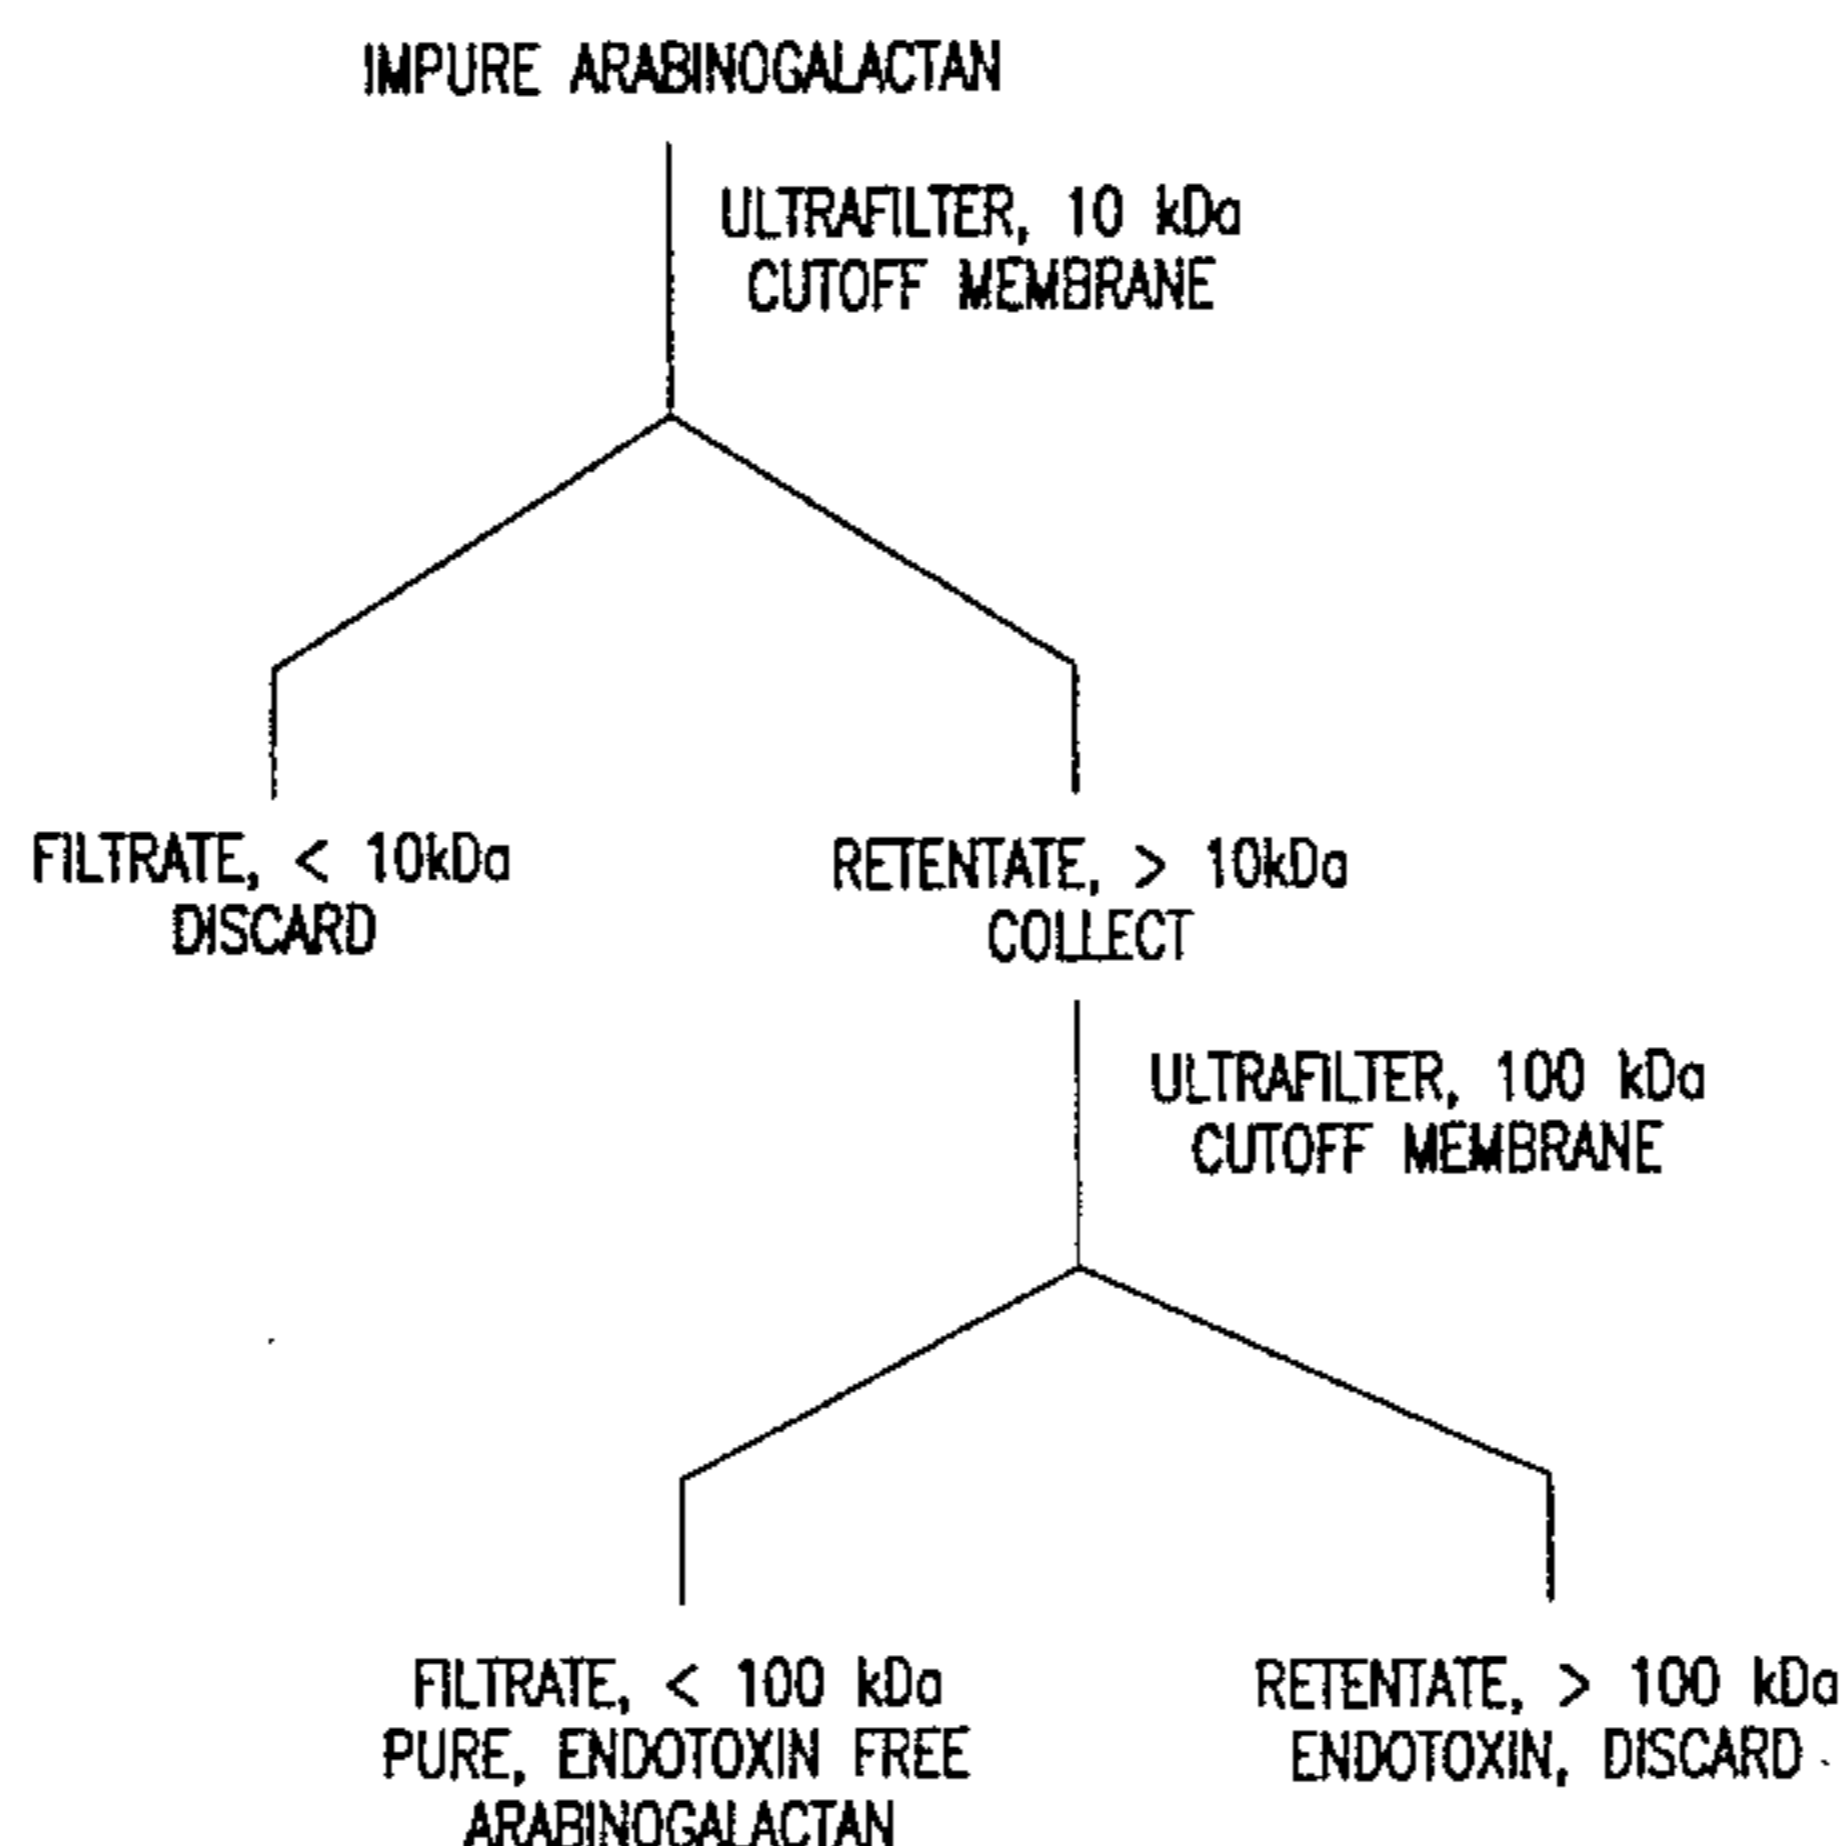 IMPURE ARABINOGALACTAN
ULTRAFILTER, 10 kDa
CUTOFF MEMBRANE
FILTRATE, < 10kDa
DISCARD
RETENTATE, > 10kDa
COLLECT
ULTRAFILTER, 100 kDa
CUTOFF MEMBRANE
FILTRATE, < 100 kDa
PURE, ENDOTOXIN FREE
ARABINOGALACTAN
RETENTATE, > 100 kDa
ENDOTOXIN, DISCARD